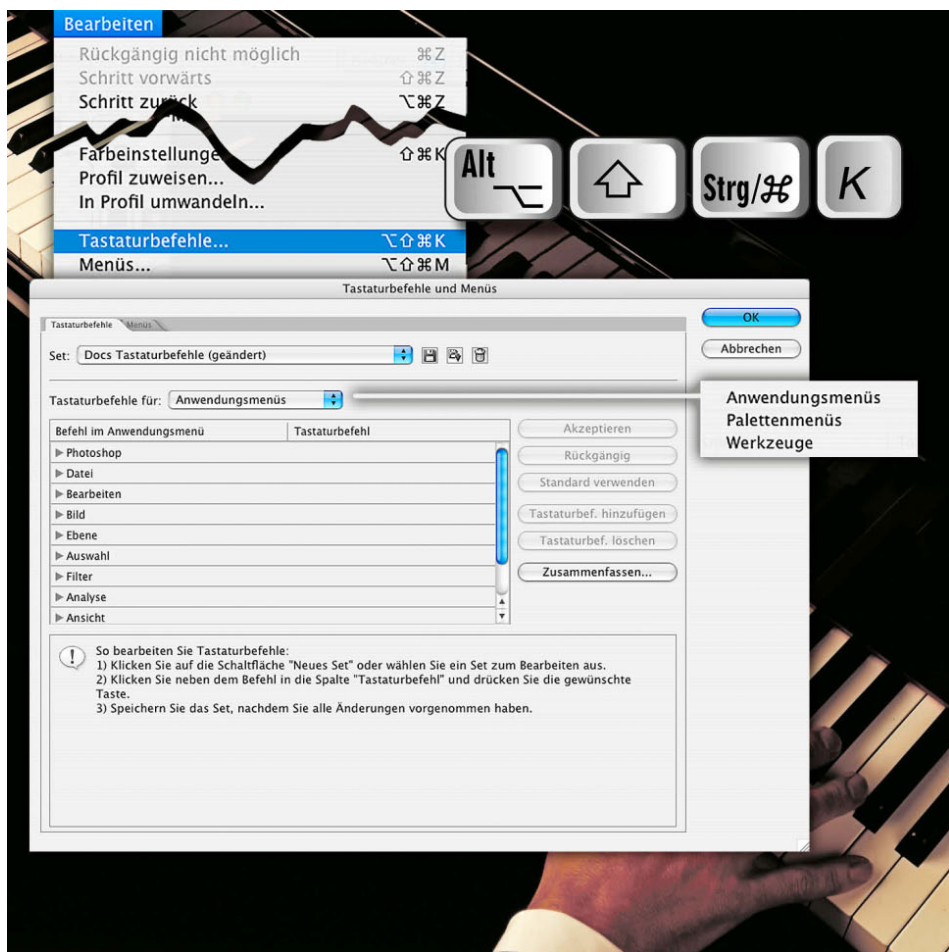 Bearbeiten
Rückgängig nicht möglich ⌘Z
Schritt vorwärts ⇧⌘Z
Schritt zurück ⌥⌘Z
Farbeinstellunge ⇧⌘K
Profil zuweisen...
In Profil umwandeln...
Tastaturbefehle... ⌥⇧⌘K
Menüs... ⌥⇧⌘M
Alt ⌥ ⇧ Strg/⌘ K
Tastaturbefehle und Menüs
Tastaturbefehle Menüs
OK
Set: Docs Tastaturbefehle (geändert)
Abbrechen
Tastaturbefehle für: Anwendungsmenüs
Anwendungsmenüs
Palettenmenüs
Werkzeuge
Befehl im Anwendungsmenü Tastaturbefehl
Akzeptieren
Photoshop
Rückgängig
Datei
Standard verwenden
Bearbeiten
Bild
Tastaturbef. hinzufügen
Ebene
Tastaturbef. löschen
Auswahl
Filter
Zusammenfassen...
Analyse
Ansicht
So bearbeiten Sie Tastaturbefehle:
1) Klicken Sie auf die Schaltfläche "Neues Set" oder wählen Sie ein Set zum Bearbeiten aus.
2) Klicken Sie neben dem Befehl in die Spalte "Tastaturbefehl" und drücken Sie die gewünschte
Taste.
3) Speichern Sie das Set, nachdem Sie alle Änderungen vorgenommen haben.